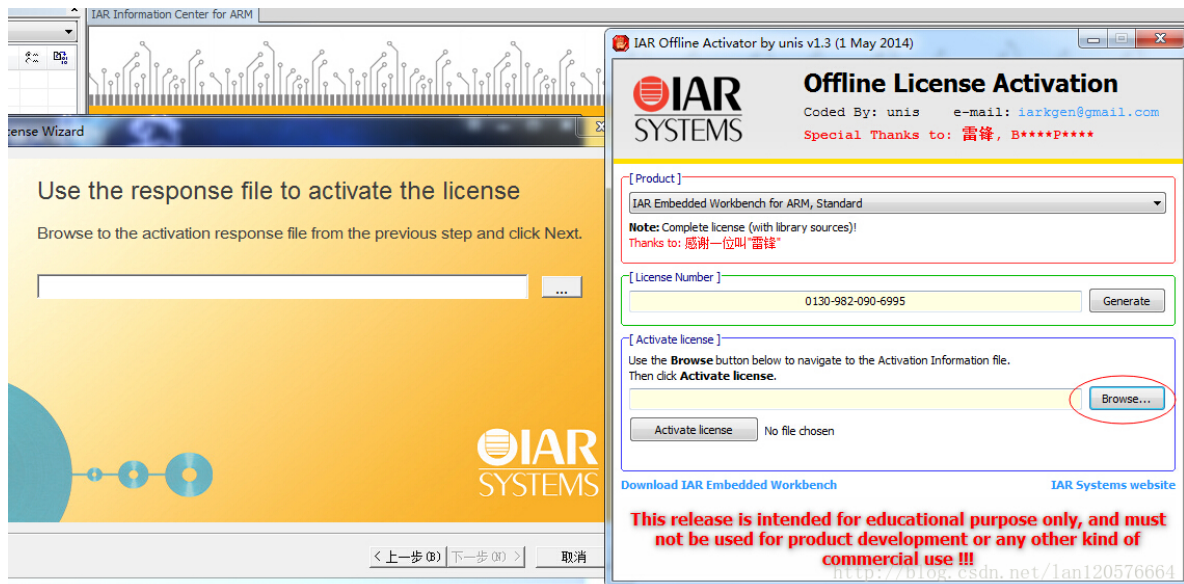 IAR Information Center for ARM
cense Wizard
Use the response file to activate the license
Browse to the activation response file from the previous step and click Next.
...
IAR
SYSTEMS
< 上一步(B)
下一步(N) >
取消
IAR Offline Activator by unis v1.3 (1 May 2014)
IAR
SYSTEMS
Offline License Activation
Coded By: unis e-mail: iarkgen@gmail.com
Special Thanks to: 雷锋, B****P****
[ Product ]
IAR Embedded Workbench for ARM, Standard
Note: Complete license (with library sources)!
Thanks to: 感谢一位叫"雷锋"
[ License Number ]
0130-982-090-6995
Generate
[ Activate license ]
Use the Browse button below to navigate to the Activation Information file.
Then click Activate license.
Browse...
Activate license
No file chosen
Download IAR Embedded Workbench
IAR Systems website
This release is intended for educational purpose only, and must
not be used for product development or any other kind of
commercial use !!!
http://blog.csdn.net/lan120576664